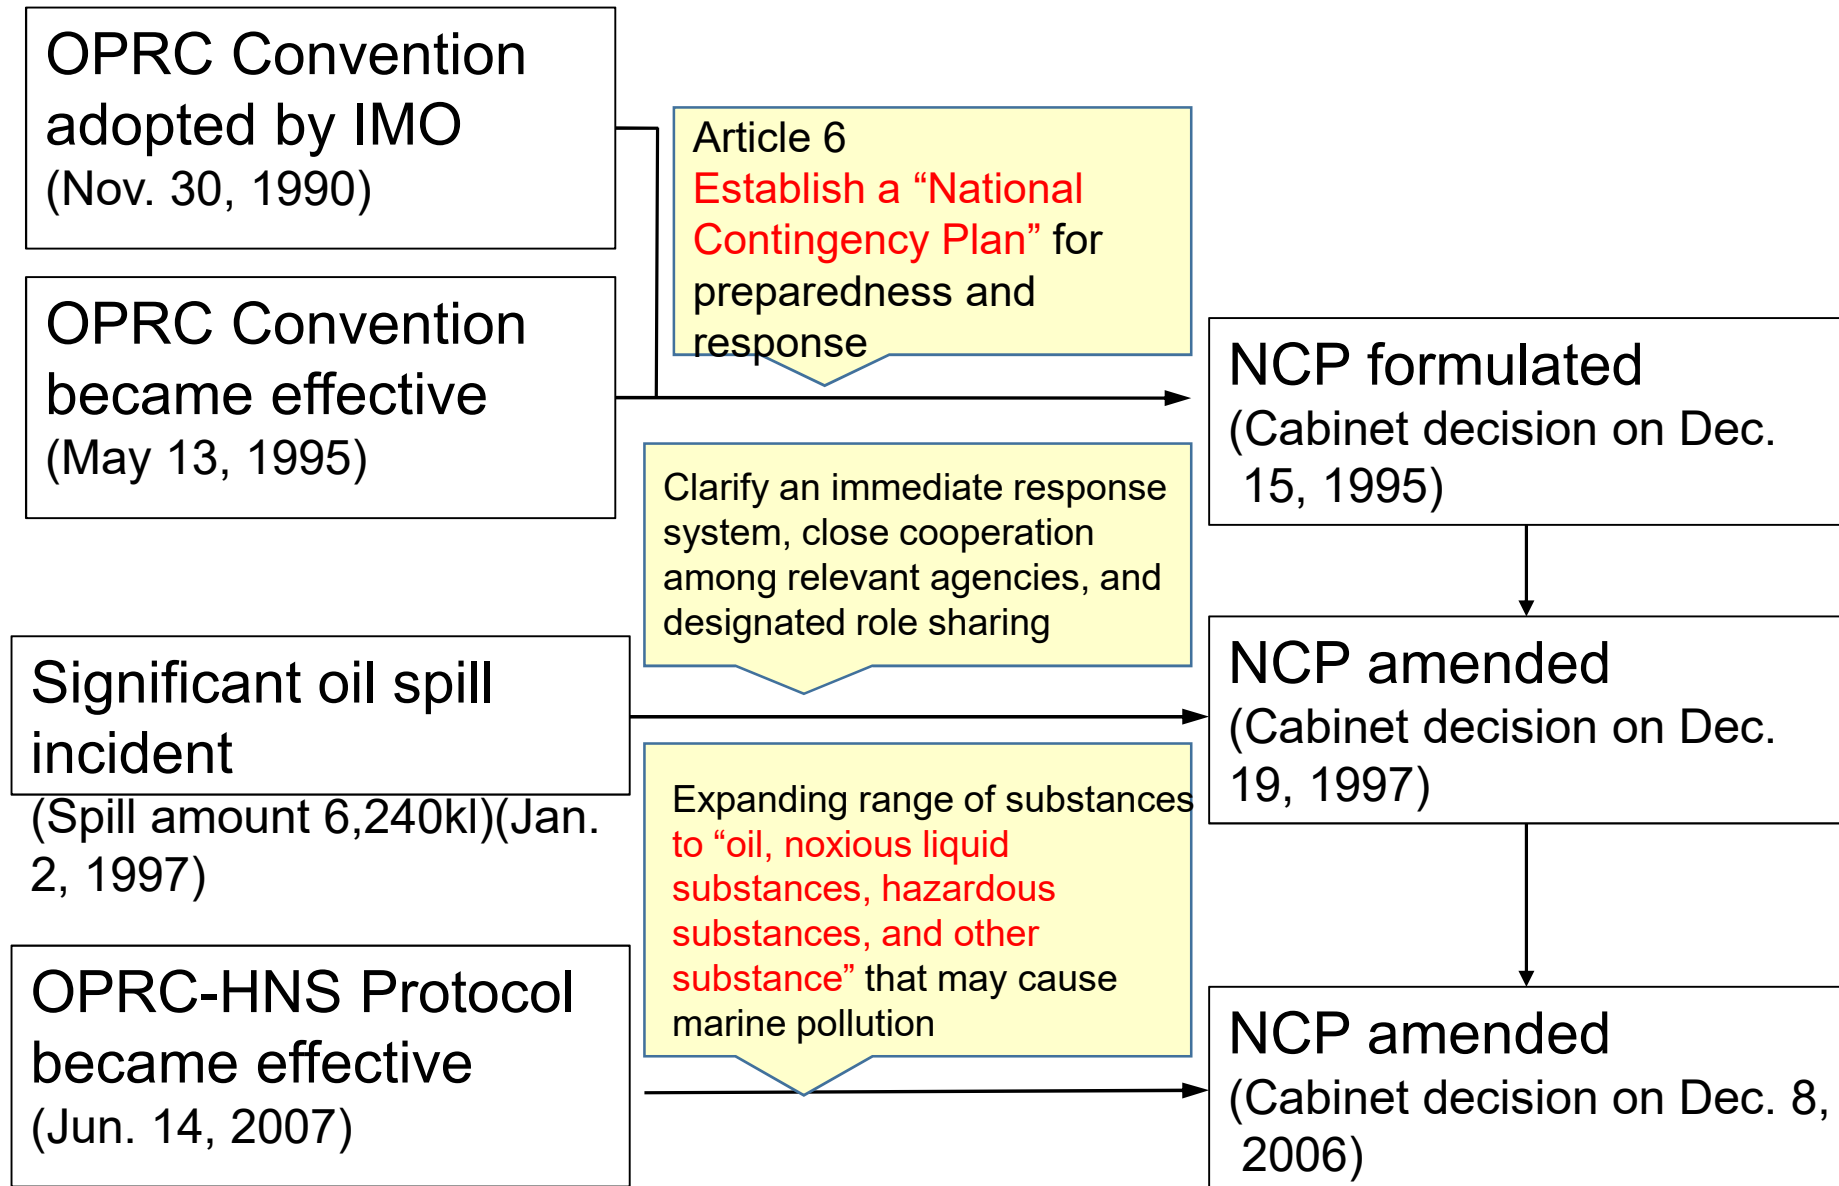 OPRC Convention
adopted by IMO
(Nov. 30, 1990)
Article 6
Establish a “National
Contingency Plan” for
preparedness and
response
OPRC Convention
became effective
(May 13, 1995)
NCP formulated
(Cabinet decision on Dec.
15, 1995)
Clarify an immediate response
system, close cooperation
among relevant agencies, and
designated role sharing
Significant oil spill
incident
(Spill amount 6,240kl)(Jan.
2, 1997)
NCP amended
(Cabinet decision on Dec.
19, 1997)
Expanding range of substances
to “oil, noxious liquid
substances, hazardous
substances, and other
substance” that may cause
marine pollution
OPRC-HNS Protocol
became effective
(Jun. 14, 2007)
NCP amended
(Cabinet decision on Dec. 8,
2006)